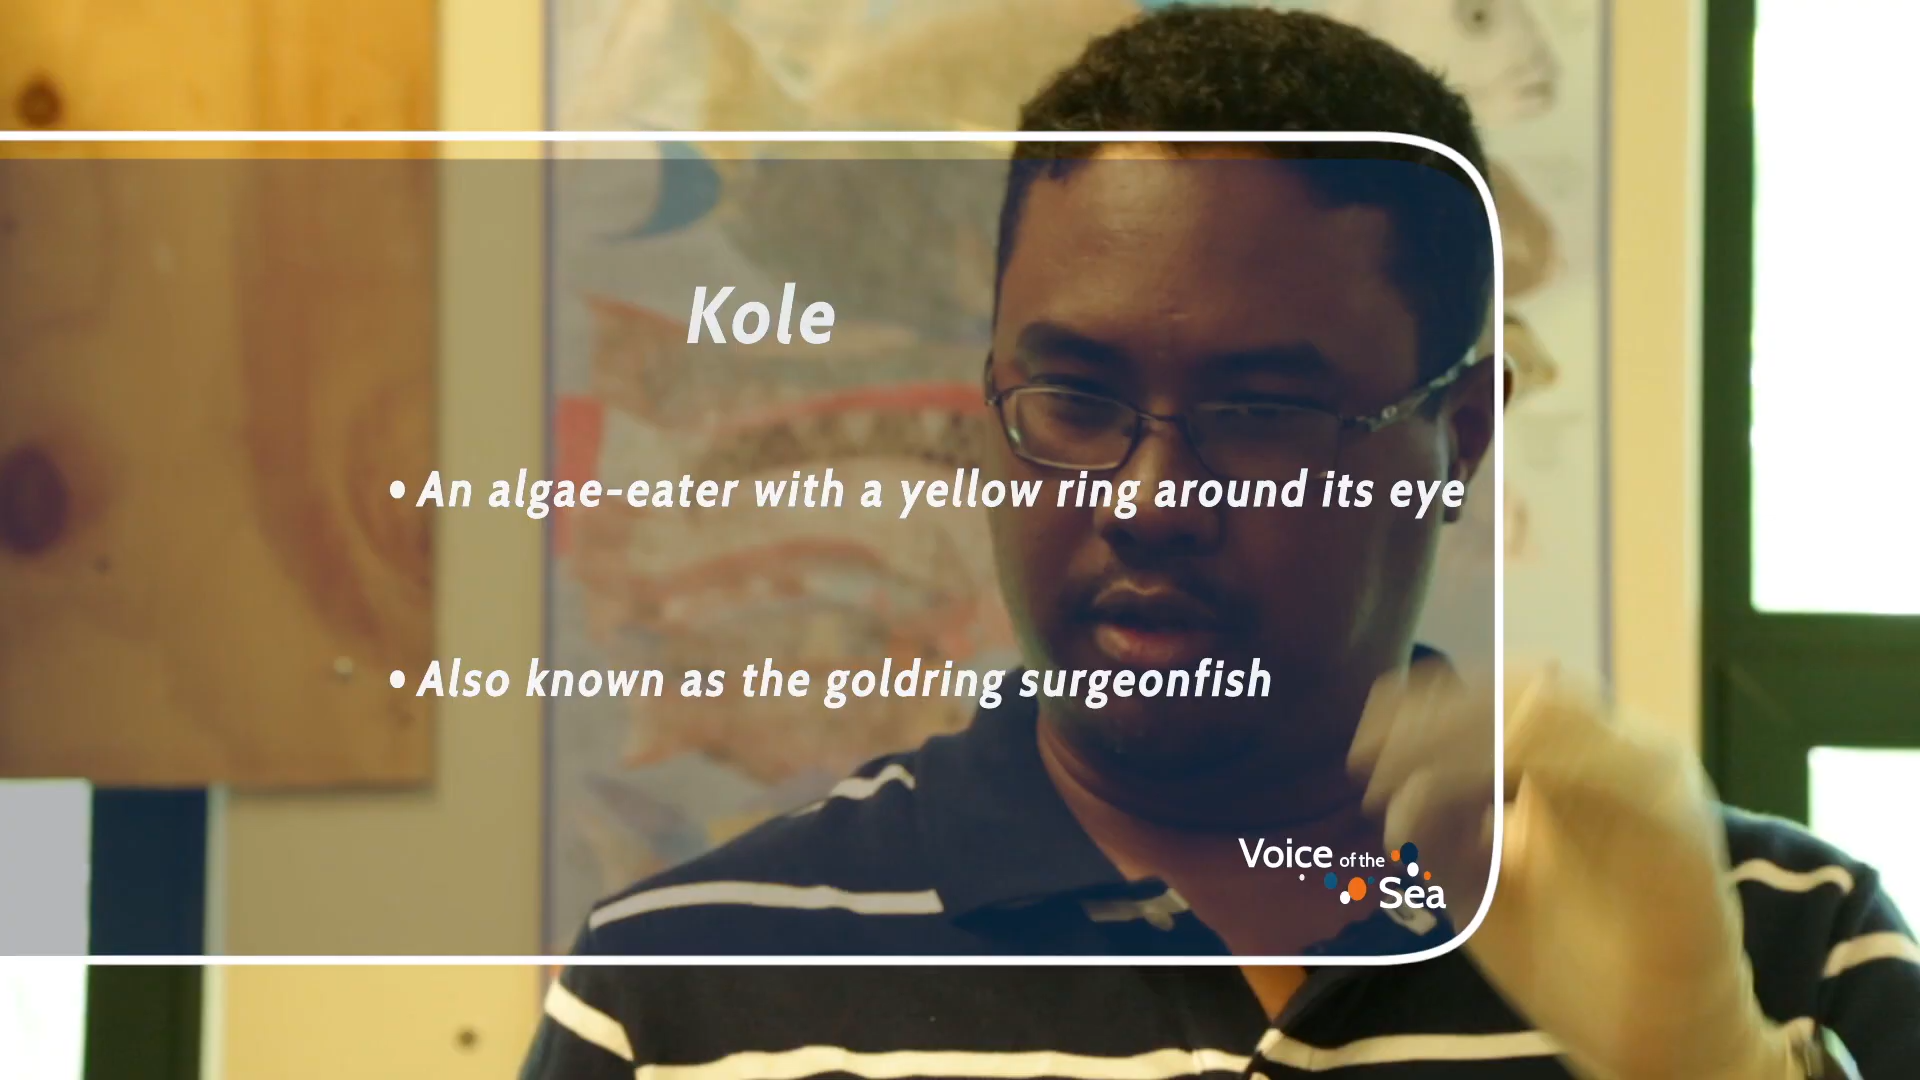 Kole
• An algae-eater with a yellow ring around its eye
• Also known as the goldring surgeonfish
Voice of the
Sea